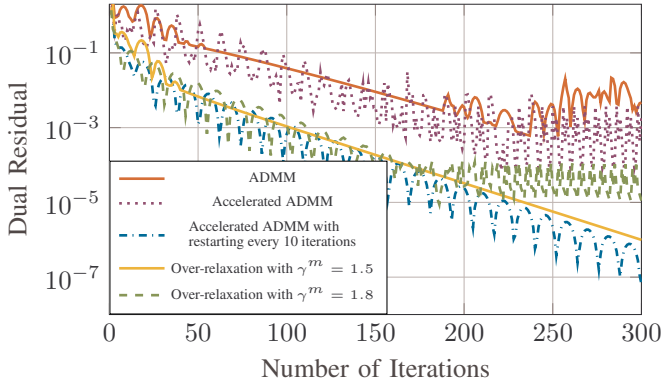 Dual Residual
10^{-1}
10^{-3}
10^{-5}
10^{-7}
ADMM
Accelerated ADMM
Accelerated ADMM with
restarting every 10 iterations
Over-relaxation with γ^m = 1.5
Over-relaxation with γ^m = 1.8
0 50 100 150 200 250 300
Number of Iterations